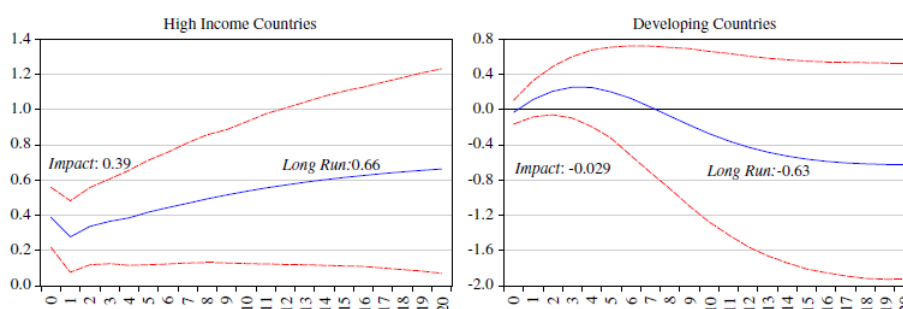 High Income Countries
1.4
1.2
1.0
0.8
0.6
0.4
0.2
0.0
Impact: 0.39
Long Run:0.66
0 1 2 3 4 5 6 7 8 9 10 11 12 13 14 15 16 17 18 19 20
Developing Countries
0.8
0.4
0.0
-0.4
-0.8
-1.2
-1.6
-2.0
Impact: -0.029
Long Run:-0.63
0 1 2 3 4 5 6 7 8 9 10 11 12 13 14 15 16 17 18 19